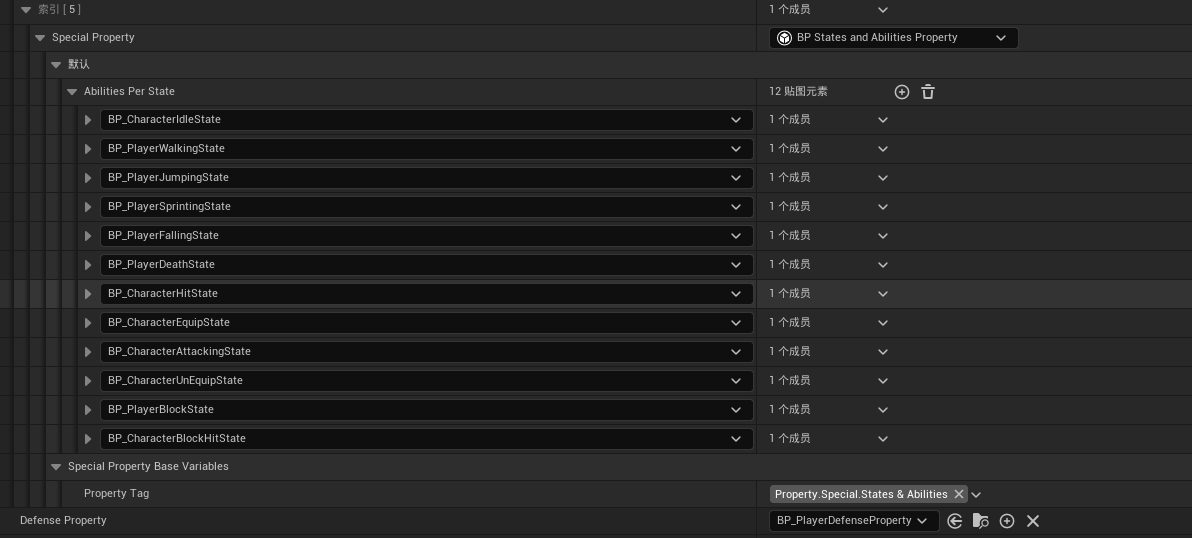 索引 [ 5 ] 1 个成员
Special Property BP States and Abilities Property
默认
Abilities Per State 12 贴图元素
BP_CharacterIdleState 1 个成员
BP_PlayerWalkingState 1 个成员
BP_PlayerJumpingState 1 个成员
BP_PlayerSprintingState 1 个成员
BP_PlayerFallingState 1 个成员
BP_PlayerDeathState 1 个成员
BP_CharacterHitState 1 个成员
BP_CharacterEquipState 1 个成员
BP_CharacterAttackingState 1 个成员
BP_CharacterUnEquipState 1 个成员
BP_PlayerBlockState 1 个成员
BP_CharacterBlockHitState 1 个成员
Special Property Base Variables
Property Tag Property.Special.States & Abilities
Defense Property BP_PlayerDefenseProperty